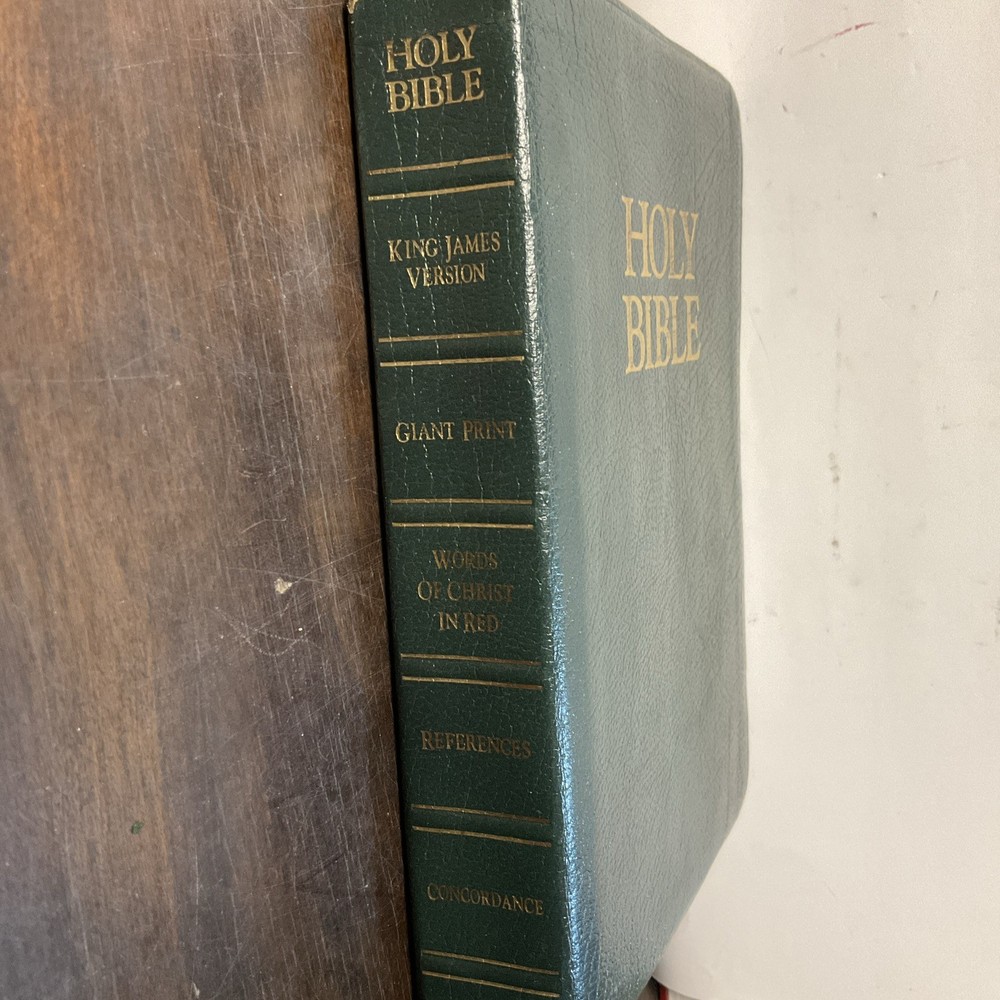 HOLY
BIBLE
KING JAMES
VERSION
GIANT PRINT
WORDS
OF CHRIST
IN RED
REFERENCES
CONCORDANCE
HOLY
BIBLE